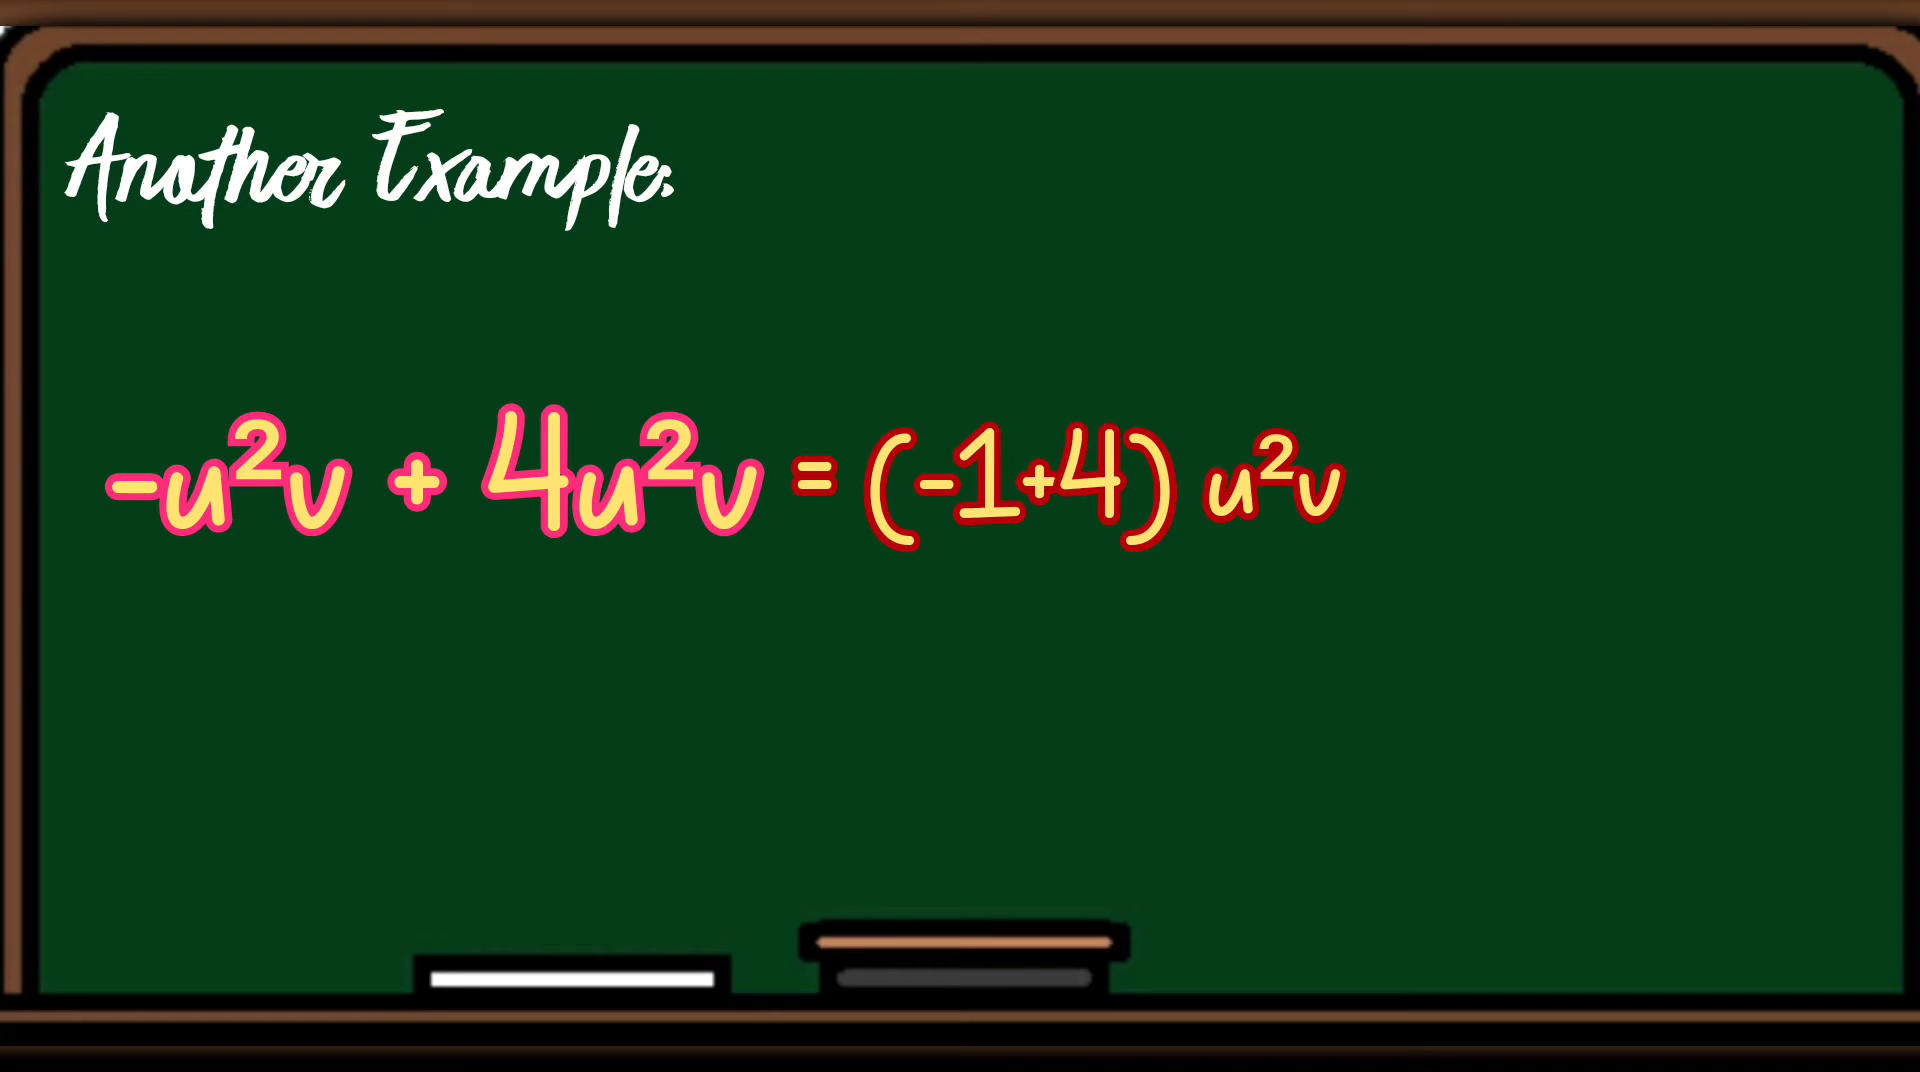 Another Example:
-u²v + 4u²v = (-1+4) u²v